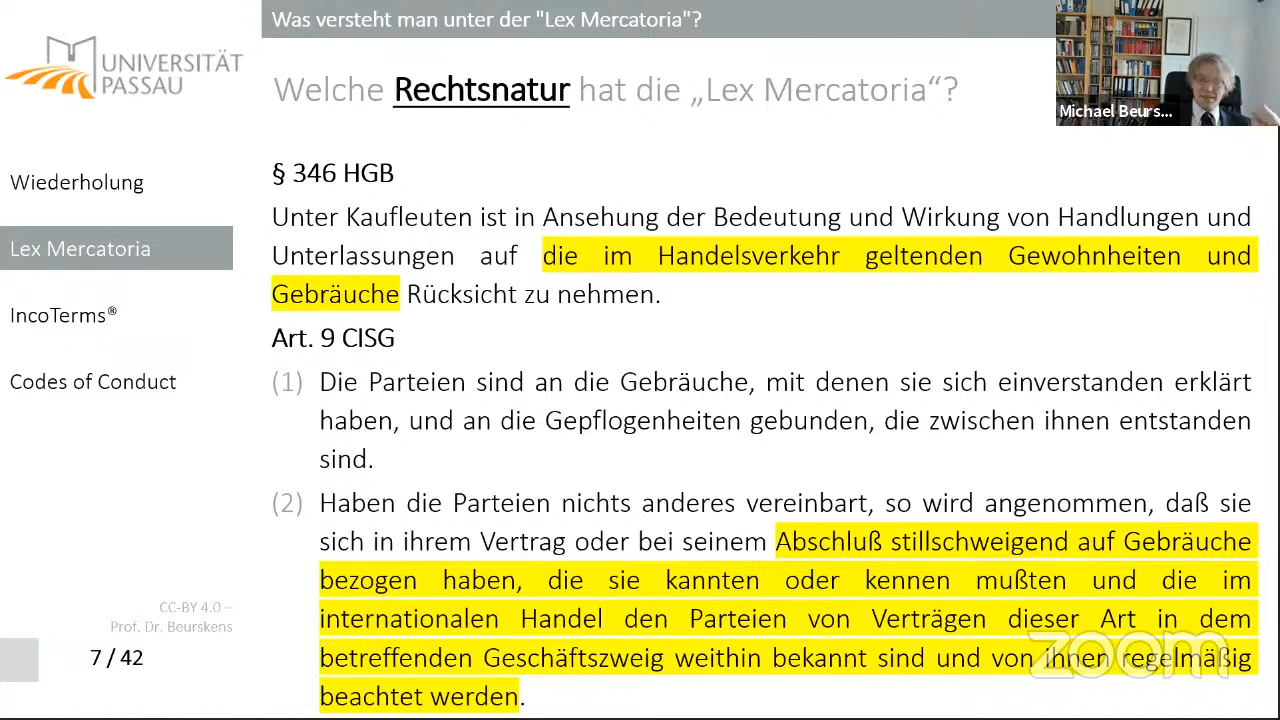 Was versteht man unter der "Lex Mercatoria"?
UNIVERSITÄT
PASSAU
Welche Rechtsnatur hat die „Lex Mercatoria“?
Michael Beurs...
Wiederholung
Lex Mercatoria
IncoTerms®
Codes of Conduct
§ 346 HGB
Unter Kaufleuten ist in Ansehung der Bedeutung und Wirkung von Handlungen und
Unterlassungen auf die im Handelsverkehr geltenden Gewohnheiten und
Gebräuche Rücksicht zu nehmen.
Art. 9 CISG
(1) Die Parteien sind an die Gebräuche, mit denen sie sich einverstanden erklärt
haben, und an die Gepflogenheiten gebunden, die zwischen ihnen entstanden
sind.
(2) Haben die Parteien nichts anderes vereinbart, so wird angenommen, daß sie
sich in ihrem Vertrag oder bei seinem Abschluß stillschweigend auf Gebräuche
bezogen haben, die sie kannten oder kennen mußten und die im
internationalen Handel den Parteien von Verträgen dieser Art in dem
betreffenden Geschäftszweig weithin bekannt sind und von ihnen regelmäßig
beachtet werden.
CC-BY 4.0 –
Prof. Dr. Beurskens
7 / 42
zoom